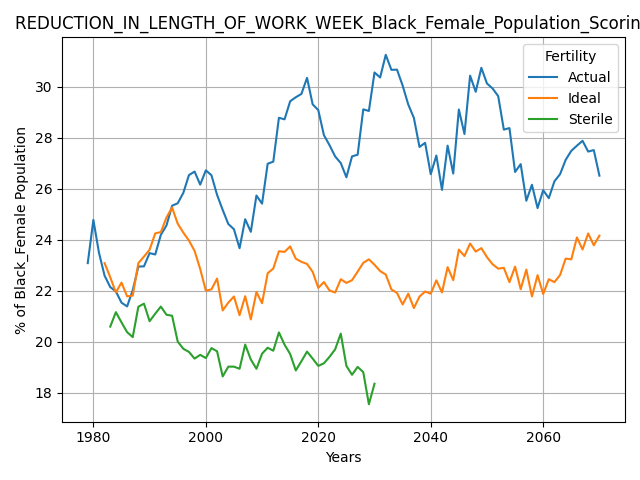 REDUCTION_IN_LENGTH_OF_WORK_WEEK_Black_Female_Population_Scorin
% of Black_Female Population
30
28
26
24
22
20
18
Fertility
Actual
Ideal
Sterile
1980 2000 2020 2040 2060
Years